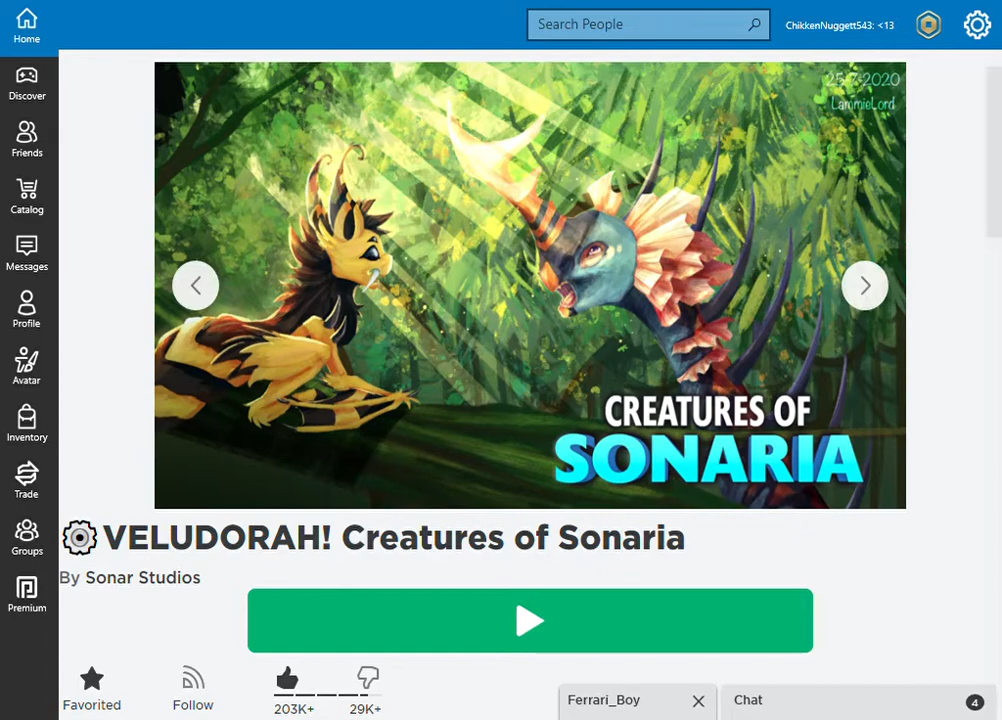 Home
Search People
ChikkenNuggett543: <13
Discover
Friends
Catalog
Messages
Profile
Avatar
Inventory
Trade
Groups
Premium
25-7-2020
LammieLord
CREATURES OF
SONARIA
VELUDORAH! Creatures of Sonaria
By Sonar Studios
Favorited
Follow
203K+
29K+
Ferrari_Boy
Chat
4